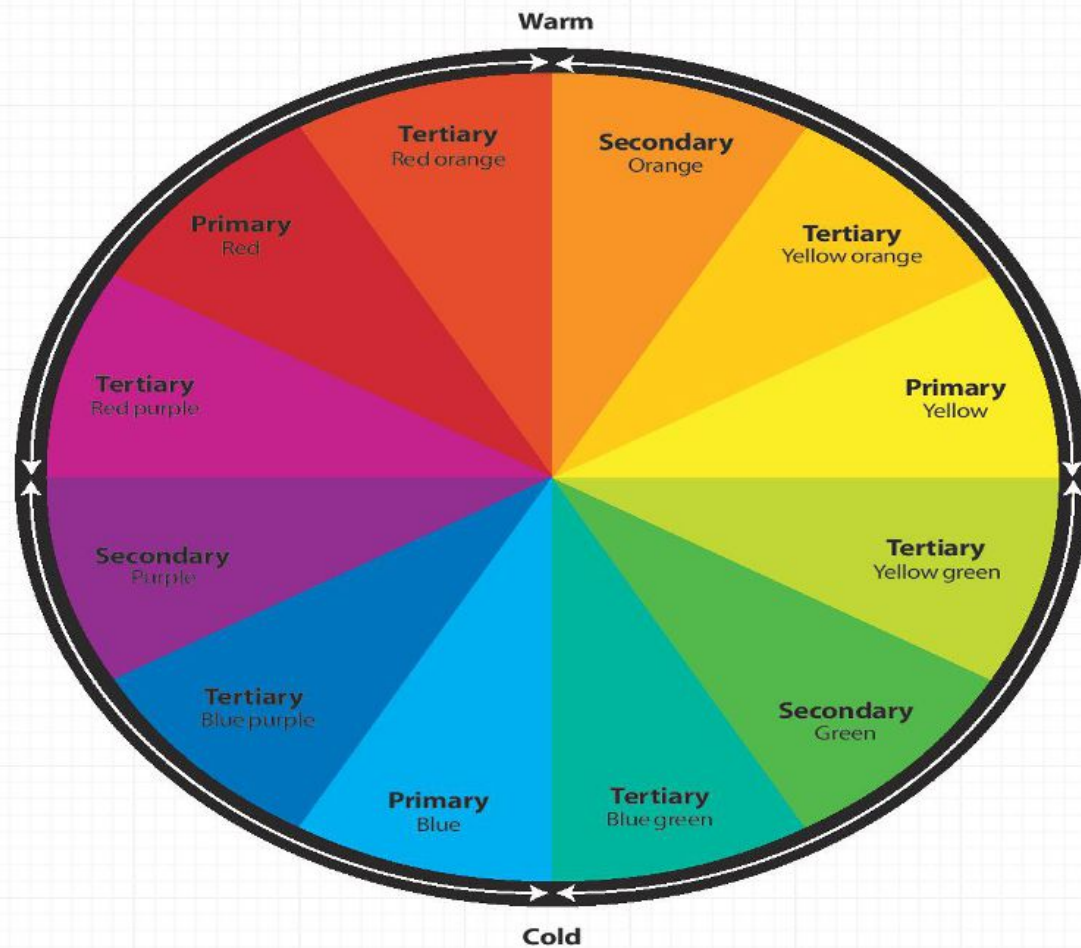 Warm
Tertiary
Red orange
Secondary
Orange
Tertiary
Yellow orange
Primary
Yellow
Tertiary
Yellow green
Secondary
Green
Tertiary
Blue green
Primary
Blue
Tertiary
Blue purple
Secondary
Purple
Tertiary
Red purple
Primary
Red
Cold